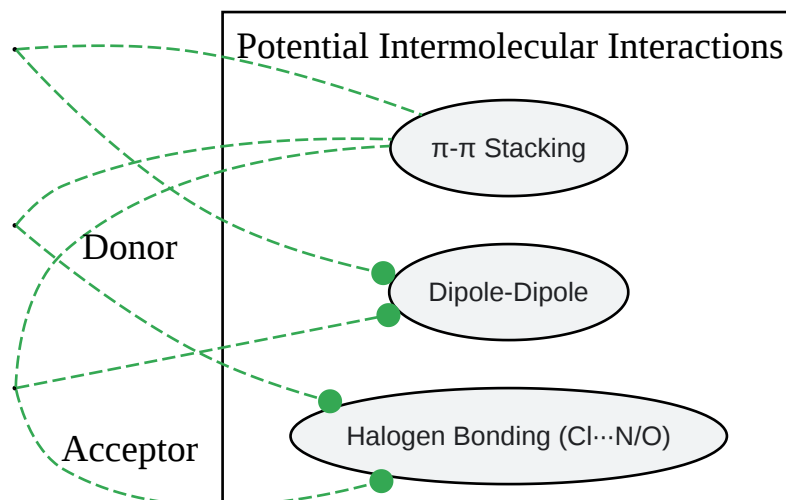 Potential Intermolecular Interactions
π-π Stacking
Donor
Dipole-Dipole
Halogen Bonding (Cl···N/O)
Acceptor